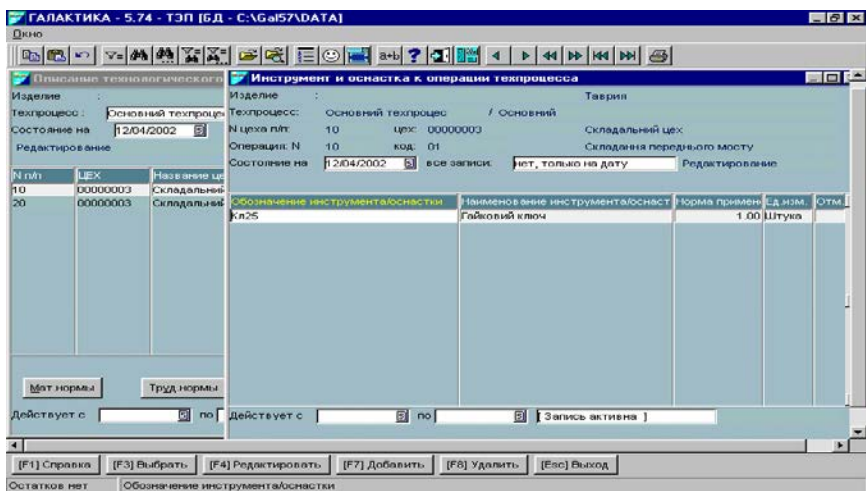 ГАЛАКТИКА - 5.74 - ТЭП [БД - C:\Gal57\DATA]
Окно
a+b
Описание технологического
Изделие :
Техпроцесс : Основний техпроце
Состояние на 12/04/2002
Редактирование
N п/п ЦЕХ Название це
10 00000003 Складальний
20 00000003 Складальний
Мат.нормы Труд.нормы
Действует с по
Инструмент и оснастка к операции техпроцесса
Изделие : Таврия
Техпроцесс: Основний техпроцес / Основний
N цеха п/п: 10 цех: 00000003 Складальний цех
Операция: N 10 код: 01 Складання переднього мосту
Состояние на 12/04/2002 все записи: нет, только на дату Редактирование
Обозначение инструмента/оснастки Наименование инструмента/оснаст Норма примен Ед.изм. Отм.
Кл25 Гайковий ключ 1.00 Штука
Действует с по [ Запись активна ]
[F1] Справка [F3] Выбрать [F4] Редактировать [F7] Добавить [F8] Удалить [Esc] Выход
Остатков нет Обозначение инструмента/оснастки